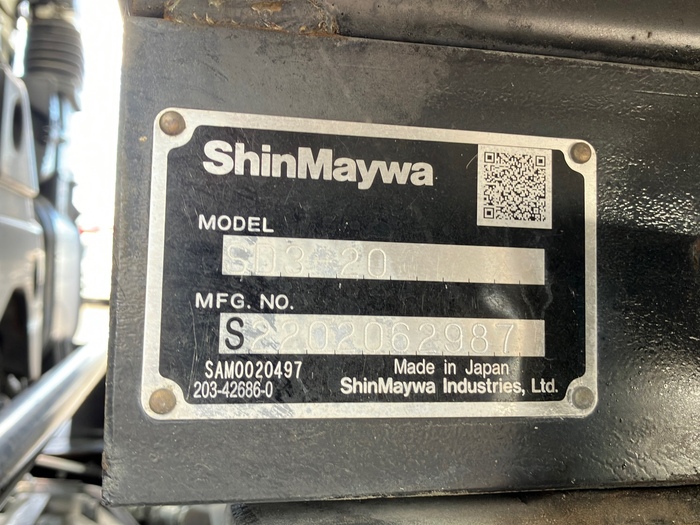 ShinMaywa
MODEL
SD3-20
MFG. NO.
S2202062987
SAM0020497
203-42686-0
Made in Japan
ShinMaywa Industries, Ltd.